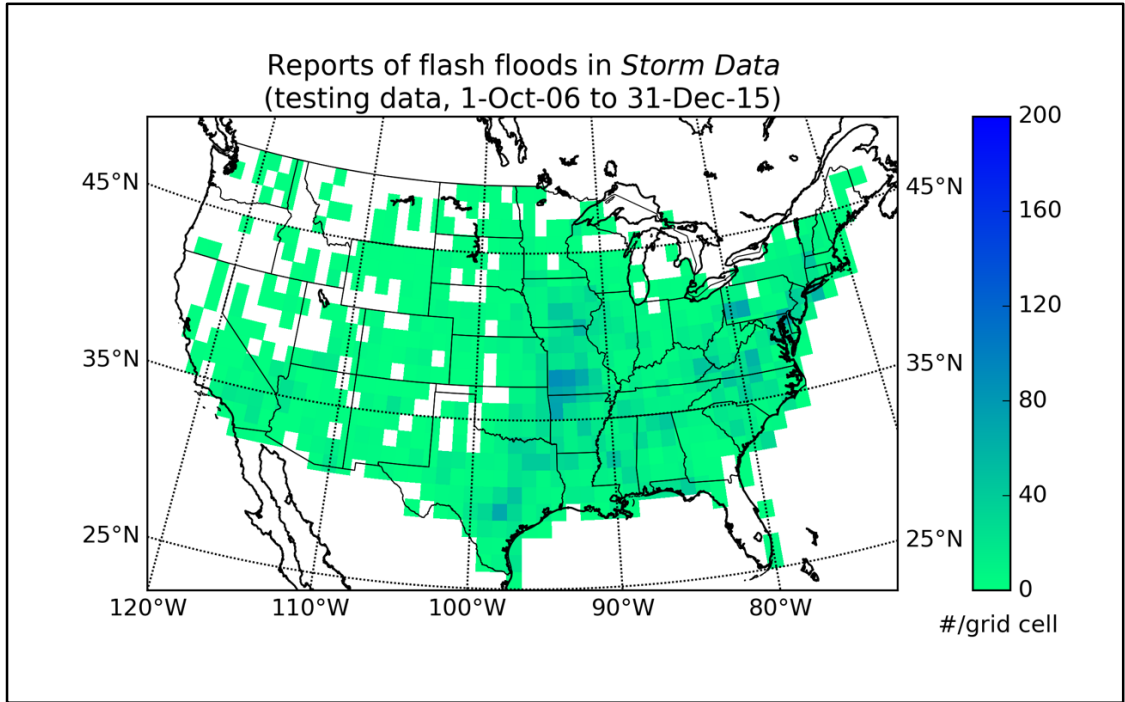 Reports of flash floods in Storm Data
(testing data, 1-Oct-06 to 31-Dec-15)
200
160
120
80
40
0
#/grid cell
45°N
35°N
25°N
45°N
35°N
25°N
120°W
110°W
100°W
90°W
80°W